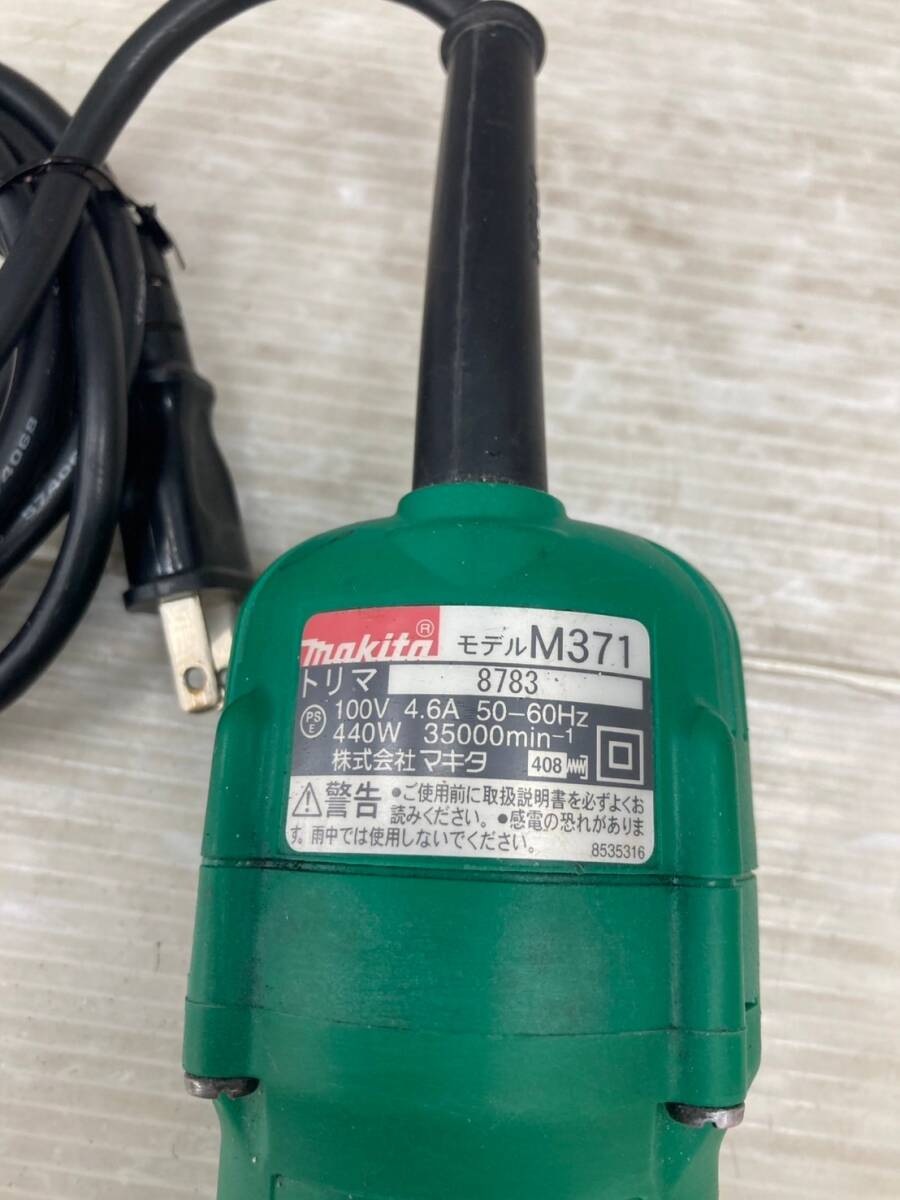 makita® モデルM371
トリマ 8783
PS E 100V 4.6A 50-60Hz
440W 35000min-1
株式会社マキタ 408
警告 ●ご使用前に取扱説明書を必ずよくお
読みください。●感電の恐れがありま
す。雨中では使用しないでください。
8535316
4068